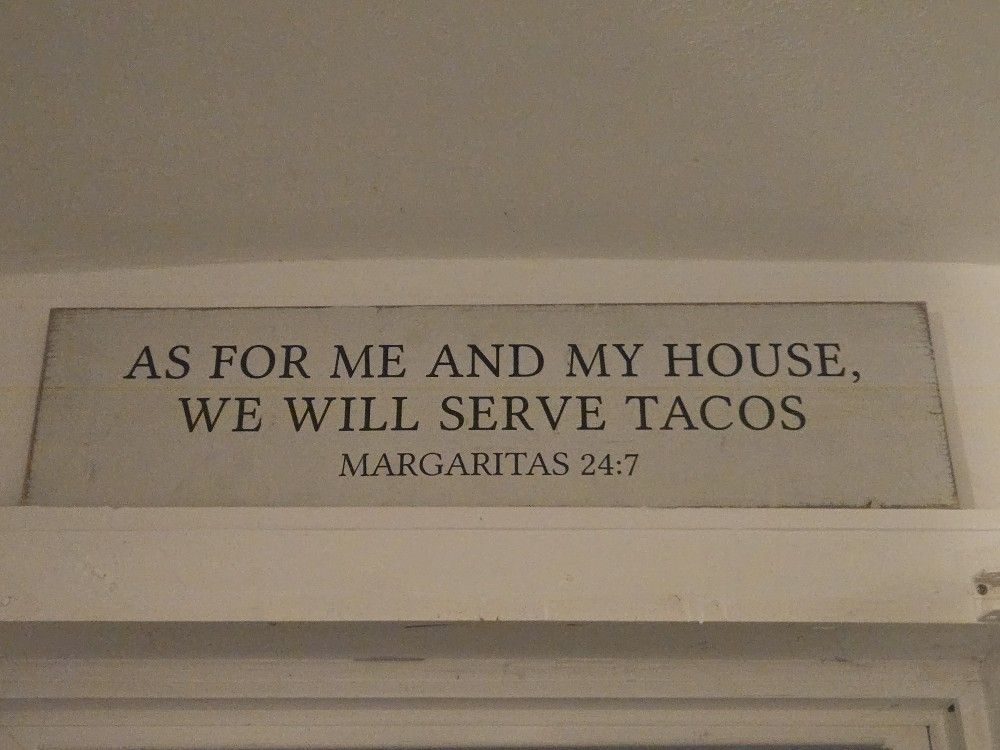 AS FOR ME AND MY HOUSE,
WE WILL SERVE TACOS
MARGARITAS 24:7